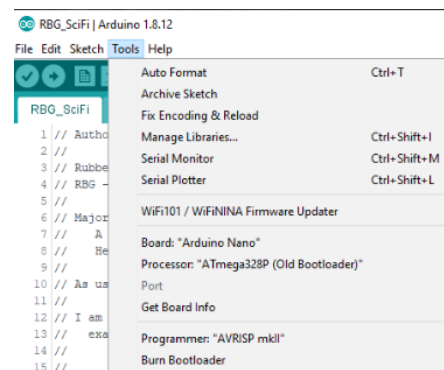 RBG_SciFi | Arduino 1.8.12
File Edit Sketch Tools Help
Auto Format Ctrl+T
Archive Sketch
Fix Encoding & Reload
Manage Libraries... Ctrl+Shift+I
Serial Monitor Ctrl+Shift+M
Serial Plotter Ctrl+Shift+L
WiFi101 / WiFiNINA Firmware Updater
Board: "Arduino Nano"
Processor: "ATmega328P (Old Bootloader)"
Port
Get Board Info
Programmer: "AVRISP mkII"
Burn Bootloader
RBG_SciFi
1 // Autho
2 //
3 // Rubbe
4 // RBG -
5 //
6 // Major
7 // A
8 // He
9 //
10 // As us
11 //
12 // I am
13 // exa
14 //
15 //